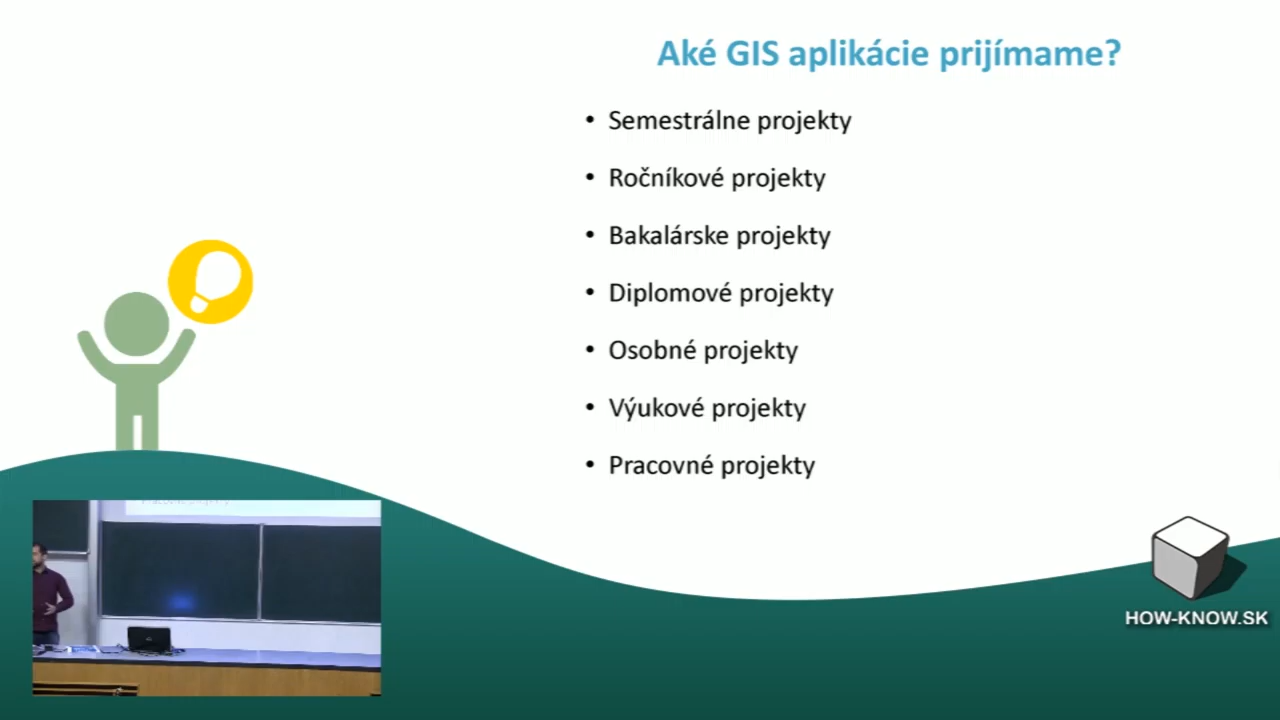 Aké GIS aplikácie prijímame?
• Semestrálne projekty
• Ročníkové projekty
• Bakalárske projekty
• Diplomové projekty
• Osobné projekty
• Výukové projekty
• Pracovné projekty
HOW-KNOW.SK